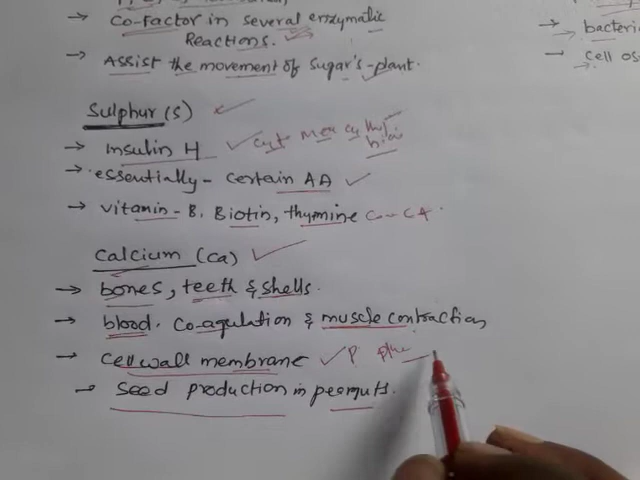 → Co-factor in several enzymatic
Reactions.
→ Assist the movement of sugar's-plant.
→ bacteri
→ cell os
Sulphur (S)
→ insulin H
→ essentially - certain AA
→ vitamin-B, Biotin, thymine
Calcium (Ca)
→ bones, teeth & shells.
→ blood. co-agulation & muscle contraction
→ cellwall membrane P
→ seed production in peanuts.